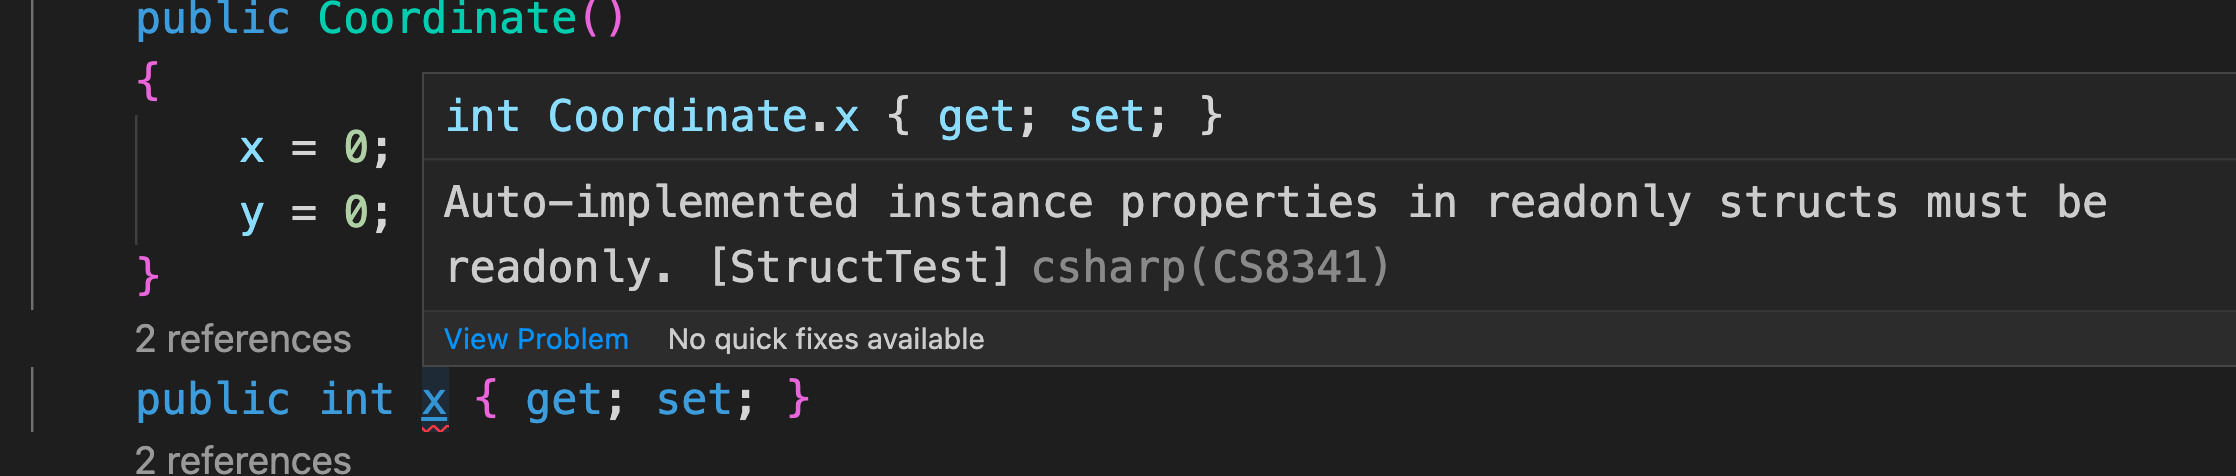 public Coordinate()
{
int Coordinate.x { get; set; }
x = 0;
Auto-implemented instance properties in readonly structs must be
y = 0;
readonly. [StructTest] csharp(CS8341)
}
2 references
View Problem No quick fixes available
public int x { get; set; }
2 references